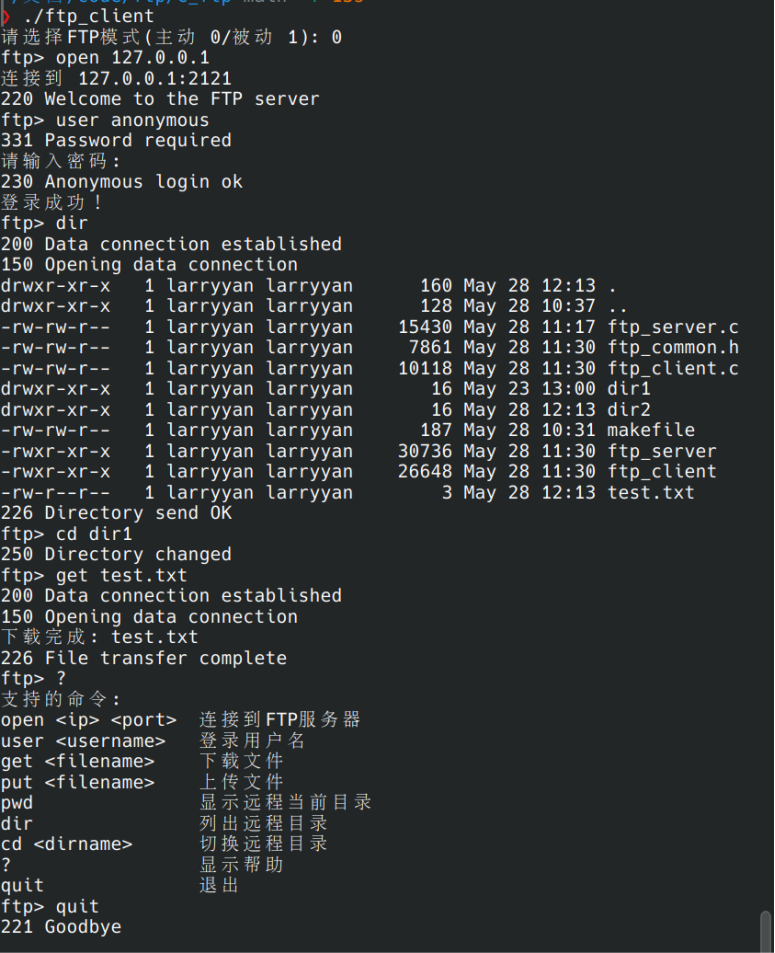 ❯ ./ftp_client
请选择FTP模式(主动 0/被动 1): 0
ftp> open 127.0.0.1
连接到 127.0.0.1:2121
220 Welcome to the FTP server
ftp> user anonymous
331 Password required
请输入密码:
230 Anonymous login ok
登录成功！
ftp> dir
200 Data connection established
150 Opening data connection
drwxr-xr-x   1 larryyan larryyan      160 May 28 12:13 .
drwxr-xr-x   1 larryyan larryyan      128 May 28 10:37 ..
-rw-rw-r--   1 larryyan larryyan    15430 May 28 11:17 ftp_server.c
-rw-rw-r--   1 larryyan larryyan     7861 May 28 11:30 ftp_common.h
-rw-rw-r--   1 larryyan larryyan    10118 May 28 11:30 ftp_client.c
drwxr-xr-x   1 larryyan larryyan       16 May 23 13:00 dir1
drwxr-xr-x   1 larryyan larryyan       16 May 28 12:13 dir2
-rw-rw-r--   1 larryyan larryyan      187 May 28 10:31 makefile
-rwxr-xr-x   1 larryyan larryyan    30736 May 28 11:30 ftp_server
-rwxr-xr-x   1 larryyan larryyan    26648 May 28 11:30 ftp_client
-rw-r--r--   1 larryyan larryyan        3 May 28 12:13 test.txt
226 Directory send OK
ftp> cd dir1
250 Directory changed
ftp> get test.txt
200 Data connection established
150 Opening data connection
下载完成: test.txt
226 File transfer complete
ftp> ?
支持的命令:
open <ip> <port>  连接到FTP服务器
user <username>   登录用户名
get <filename>    下载文件
put <filename>    上传文件
pwd               显示远程当前目录
dir               列出远程目录
cd <dirname>      切换远程目录
?                 显示帮助
quit              退出
ftp> quit
221 Goodbye